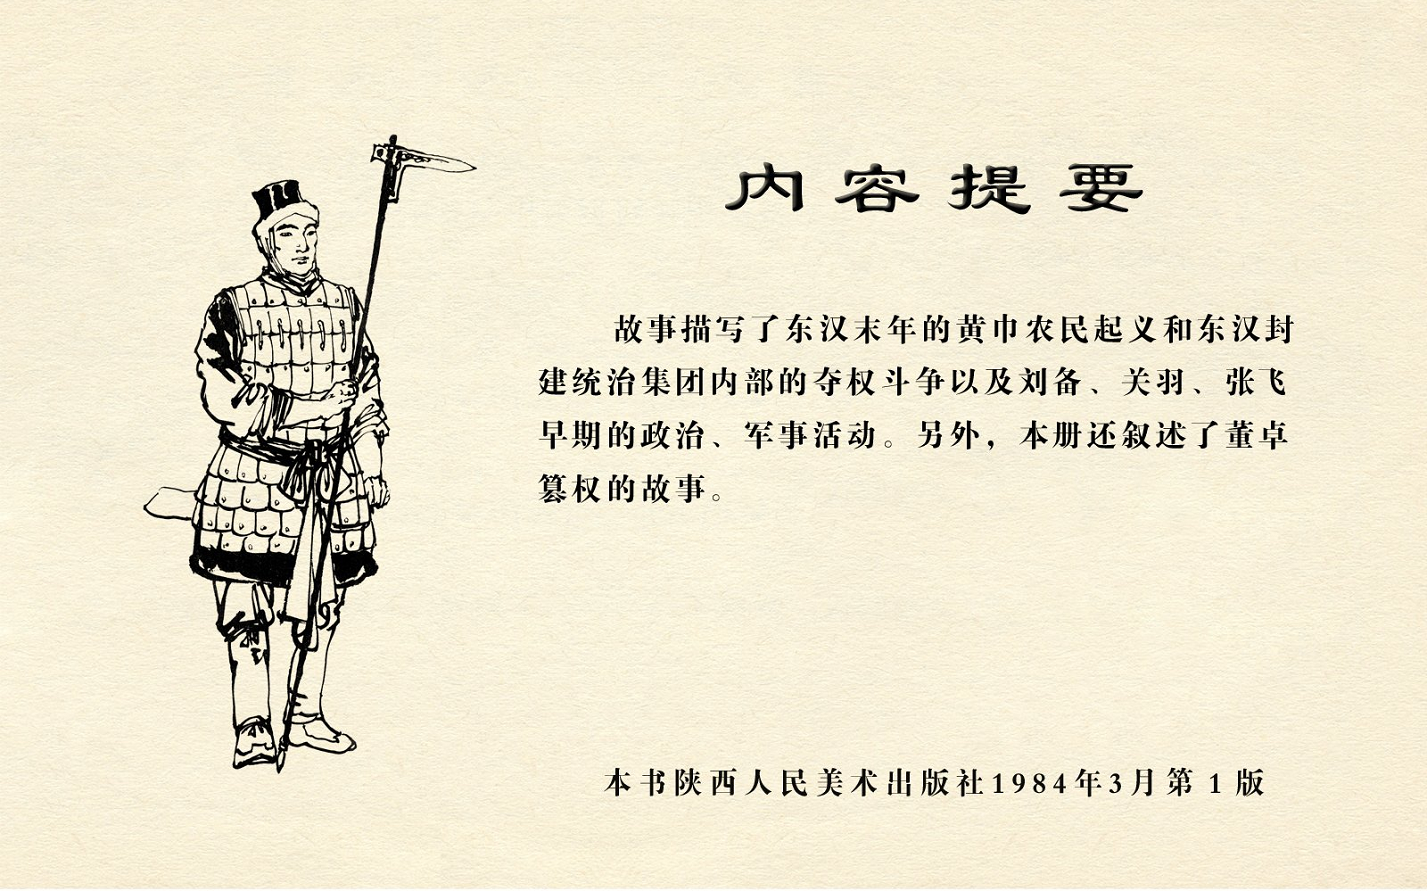 内容提要
故事描写了东汉末年的黄巾农民起义和东汉封
建统治集团内部的夺权斗争以及刘备、关羽、张飞
早期的政治、军事活动。另外，本册还叙述了董卓
篡权的故事。
本书陕西人民美术出版社1984年3月第1版